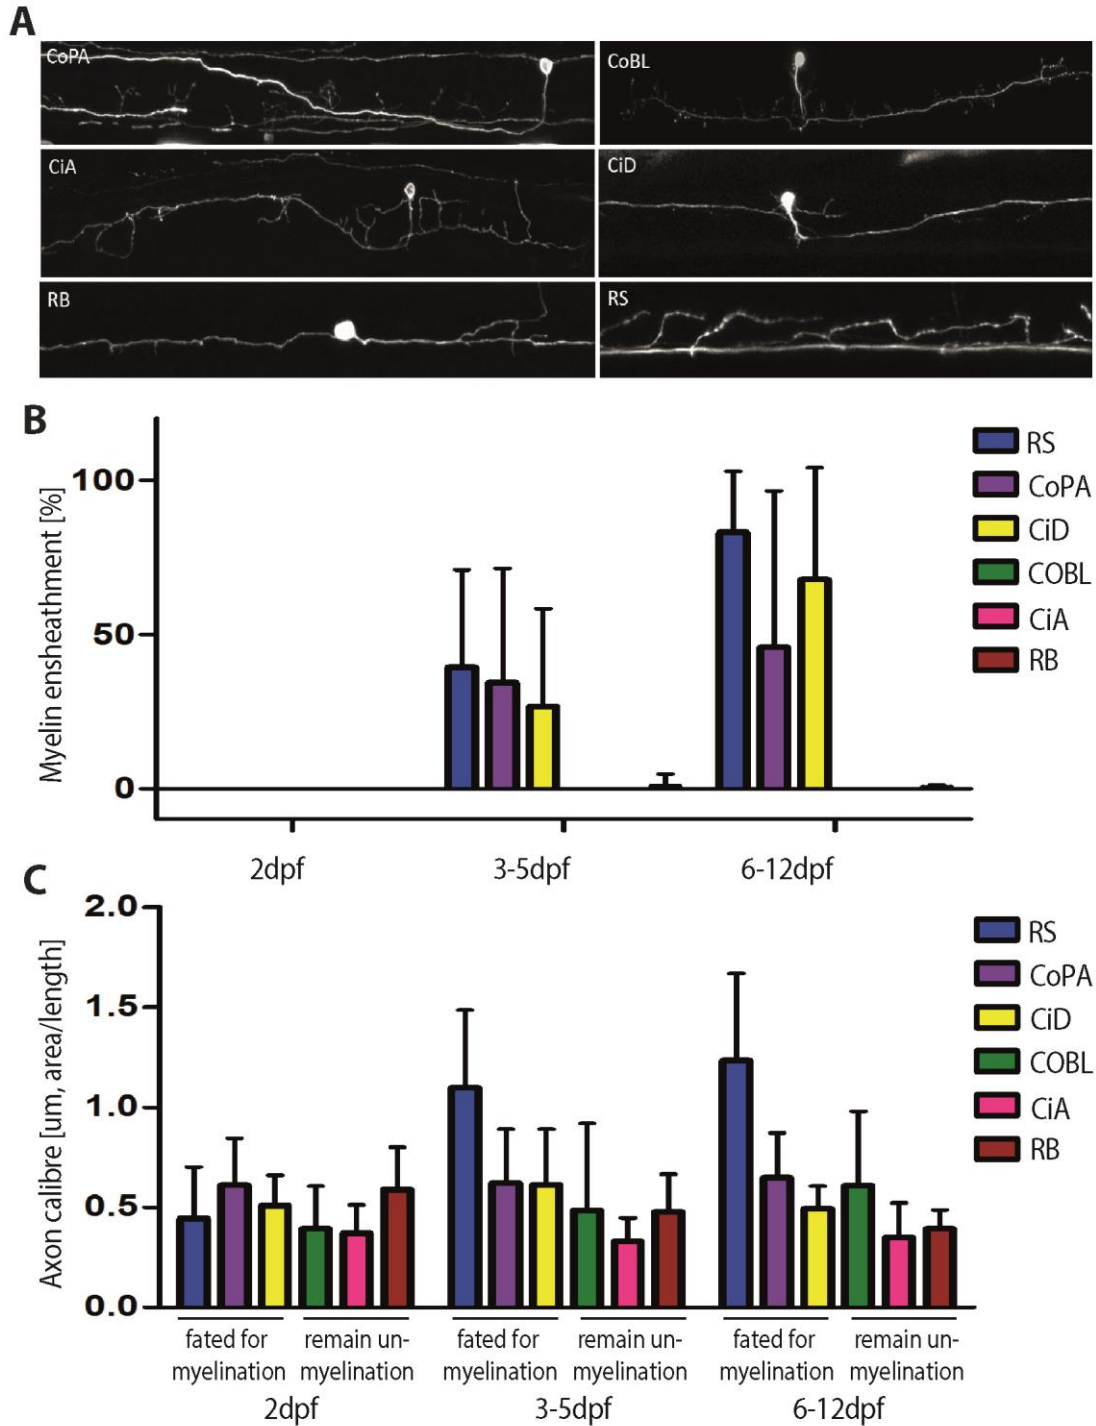 A
CoPA
CoBL
CiA
CiD
RB
RS
B
Myelin ensheathment [%]
100
50
0
2dpf
3-5dpf
6-12dpf
RS
CoPA
CiD
COBL
CiA
RB
C
Axon calibre [um, area/length]
2.0
1.5
1.0
0.5
0.0
RS
CoPA
CiD
COBL
CiA
RB
fated for
myelination
remain un-
myelination
fated for
myelination
remain un-
myelination
fated for
myelination
remain un-
myelination
2dpf
3-5dpf
6-12dpf